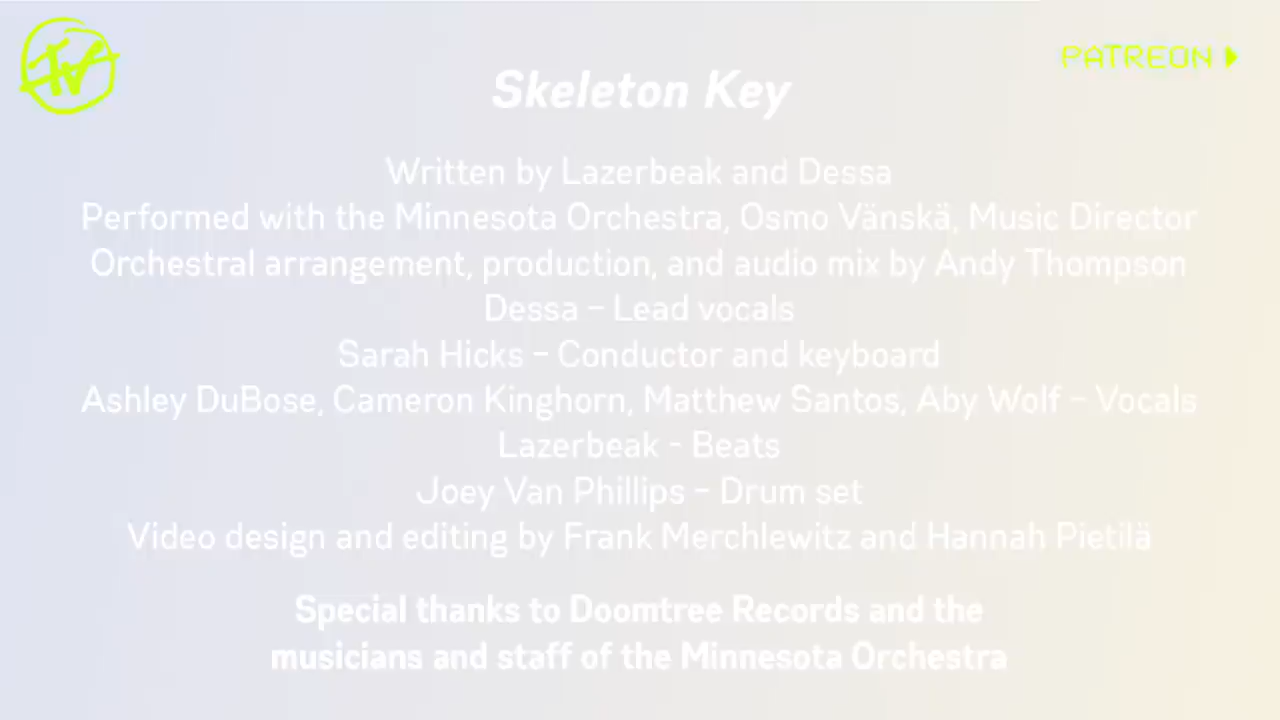 TV
PATREON
Skeleton Key
Written by Lazerbeak and Dessa
Performed with the Minnesota Orchestra, Osmo Vänskä, Music Director
Orchestral arrangement, production, and audio mix by Andy Thompson
Dessa – Lead vocals
Sarah Hicks – Conductor and keyboard
Ashley DuBose, Cameron Kinghorn, Matthew Santos, Aby Wolf – Vocals
Lazerbeak - Beats
Joey Van Phillips – Drum set
Video design and editing by Frank Merchlewitz and Hannah Pietilä
Special thanks to Doomtree Records and the
musicians and staff of the Minnesota Orchestra